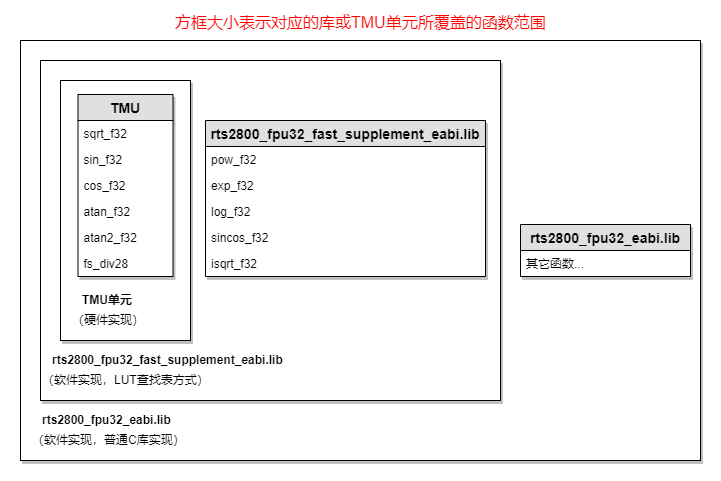 方框大小表示对应的库或TMU单元所覆盖的函数范围
TMU
sqrt_f32
sin_f32
cos_f32
atan_f32
atan2_f32
fs_div28
TMU单元
（硬件实现）
rts2800_fpu32_fast_supplement_eabi.lib
pow_f32
exp_f32
log_f32
sincos_f32
isqrt_f32
rts2800_fpu32_fast_supplement_eabi.lib
（软件实现，LUT查找表方式）
rts2800_fpu32_eabi.lib
其它函数...
rts2800_fpu32_eabi.lib
（软件实现，普通C库实现）